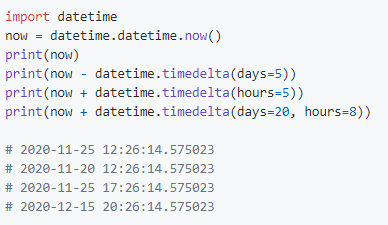 import datetime
now = datetime.datetime.now()
print(now)
print(now - datetime.timedelta(days=5))
print(now + datetime.timedelta(hours=5))
print(now + datetime.timedelta(days=20, hours=8))
# 2020-11-25 12:26:14.575023
# 2020-11-20 12:26:14.575023
# 2020-11-25 17:26:14.575023
# 2020-12-15 20:26:14.575023